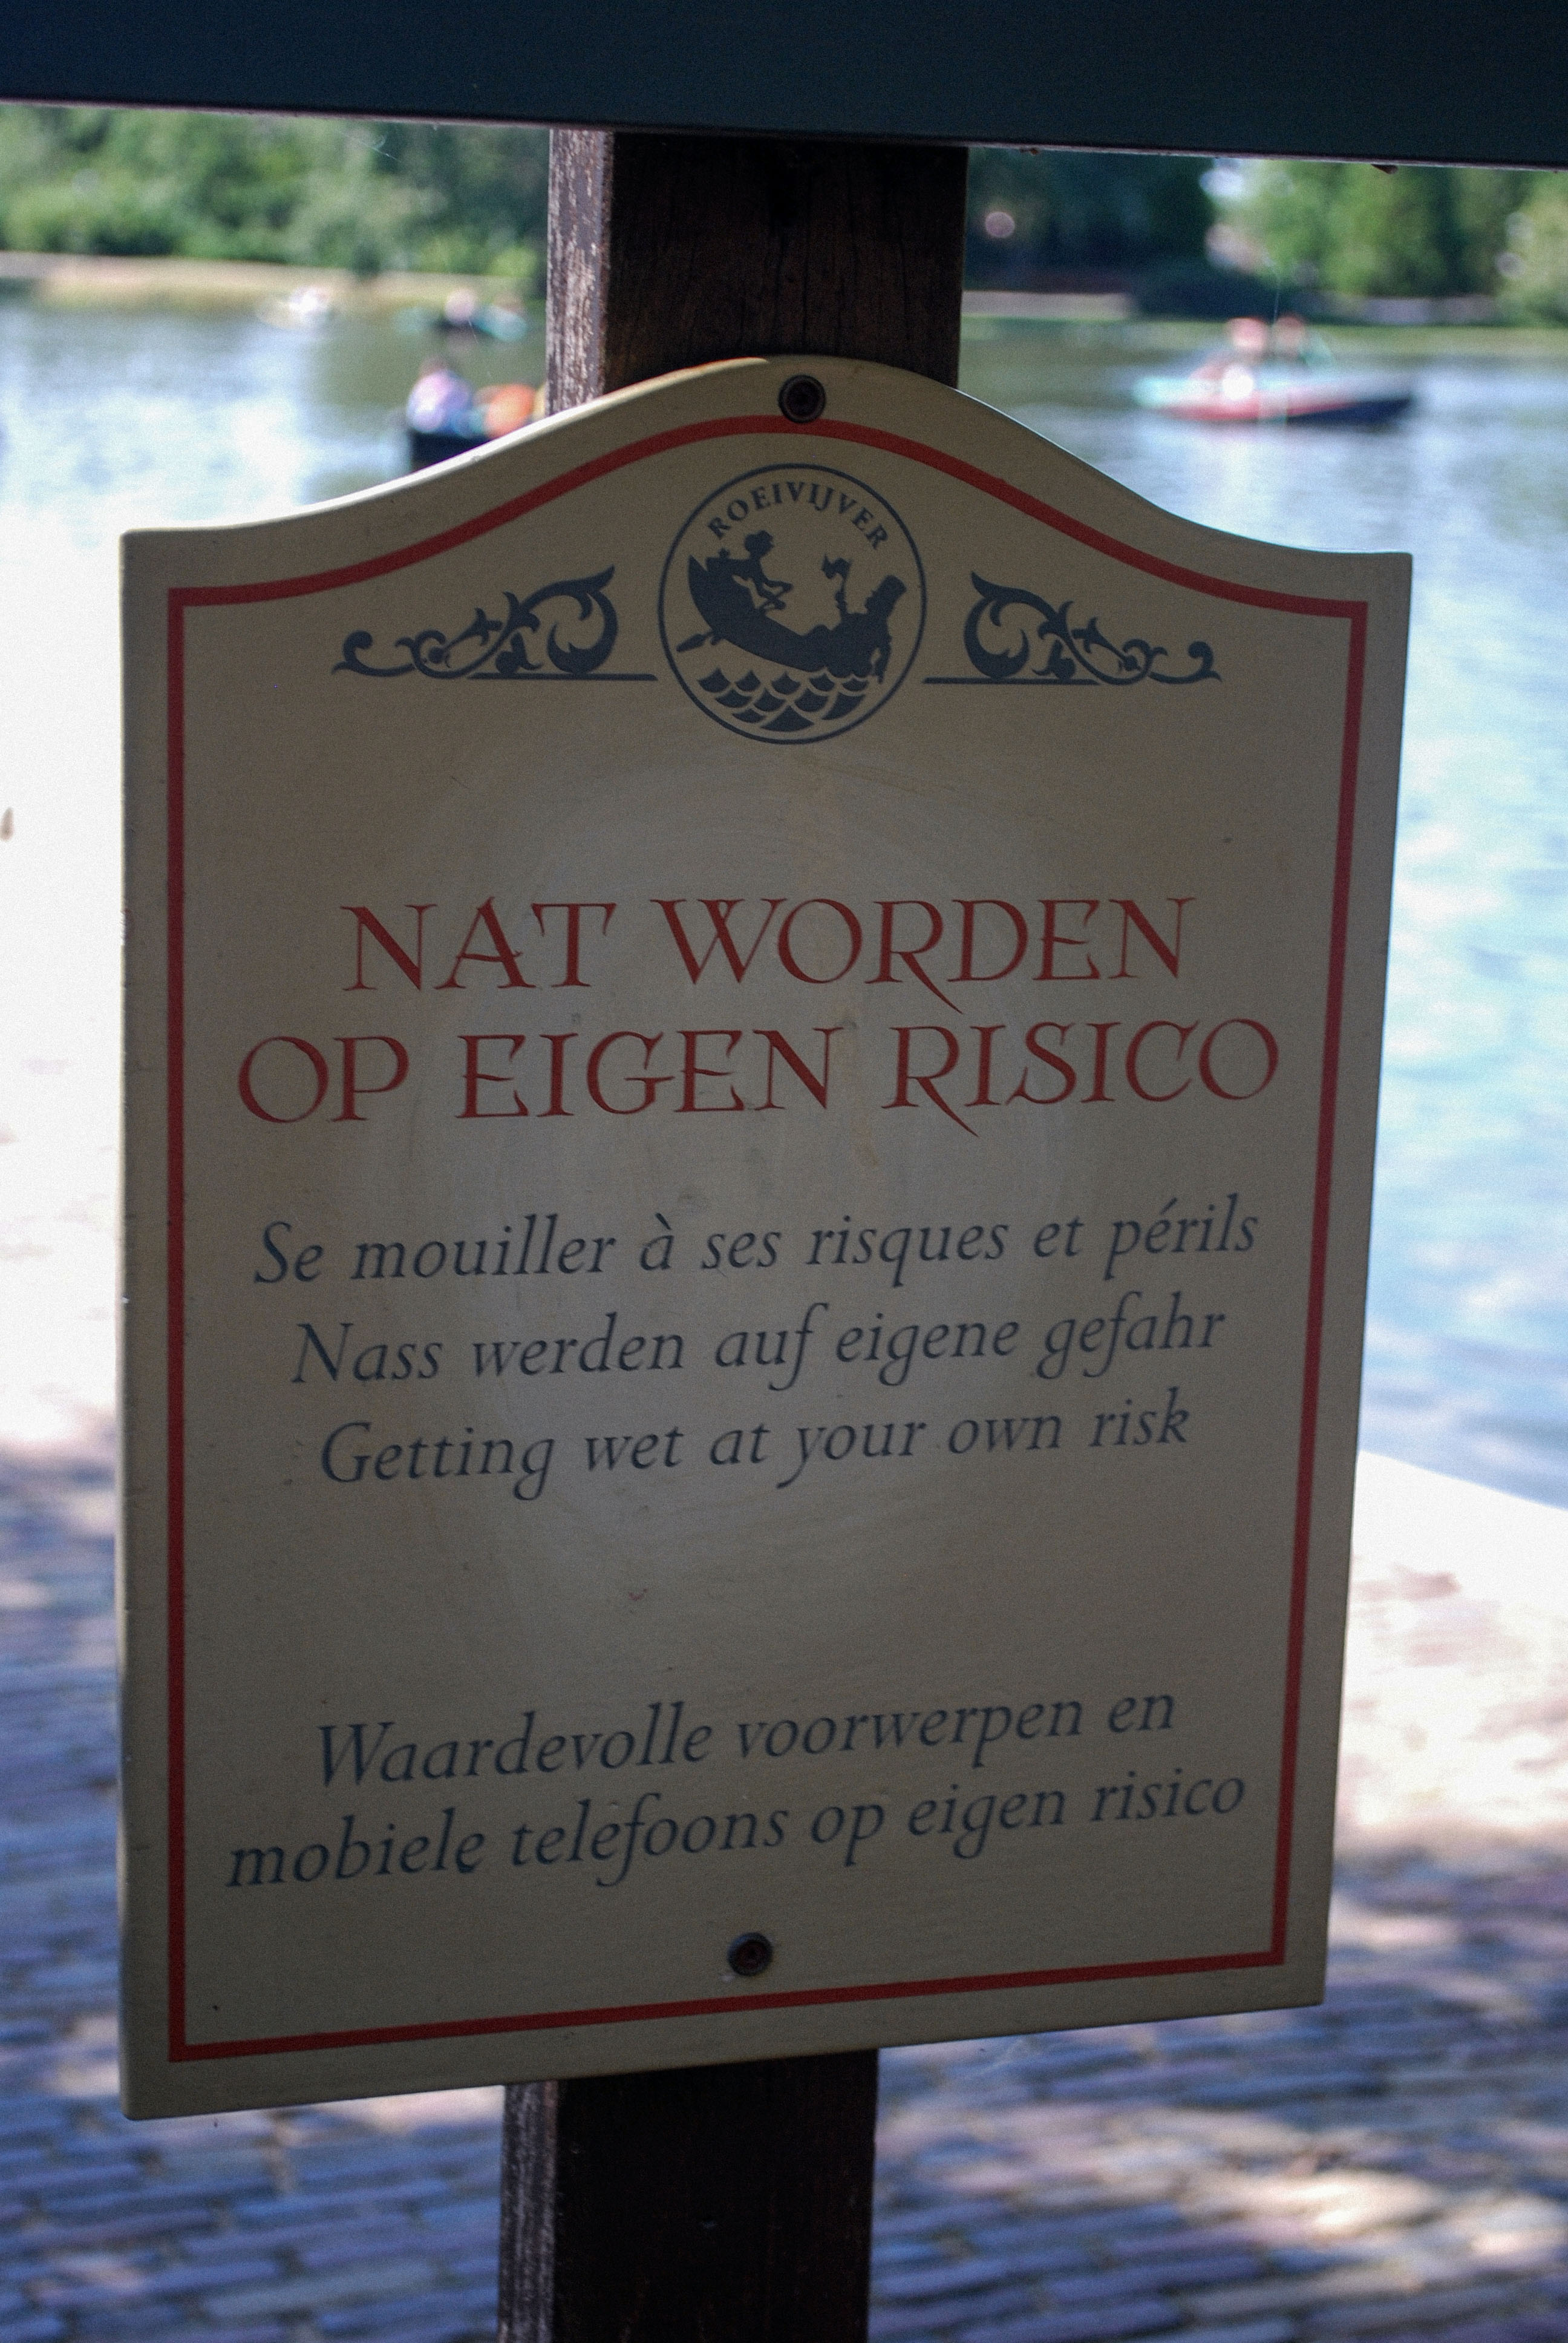 ROEIVIJVER
NAT WORDEN
OP EIGEN RISICO
Se mouiller à ses risques et périls
Nass werden auf eigene gefahr
Getting wet at your own risk
Waardevolle voorwerpen en
mobiele telefoons op eigen risico